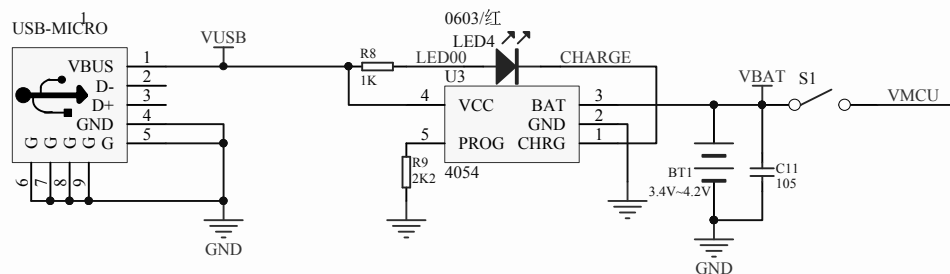 1
USB-MICRO
VBUS 1
D- 2
D+ 3
GND 4
G 5
G G G G
6 7 8 9
VUSB
GND
R8
1K
LED00
0603/红
LED4
CHARGE
U3
4 VCC
BAT 3
GND 2
5 PROG
CHRG 1
4054
R9
2K2
VBAT
S1
VMCU
BT1
3.4V~4.2V
C11
105
GND